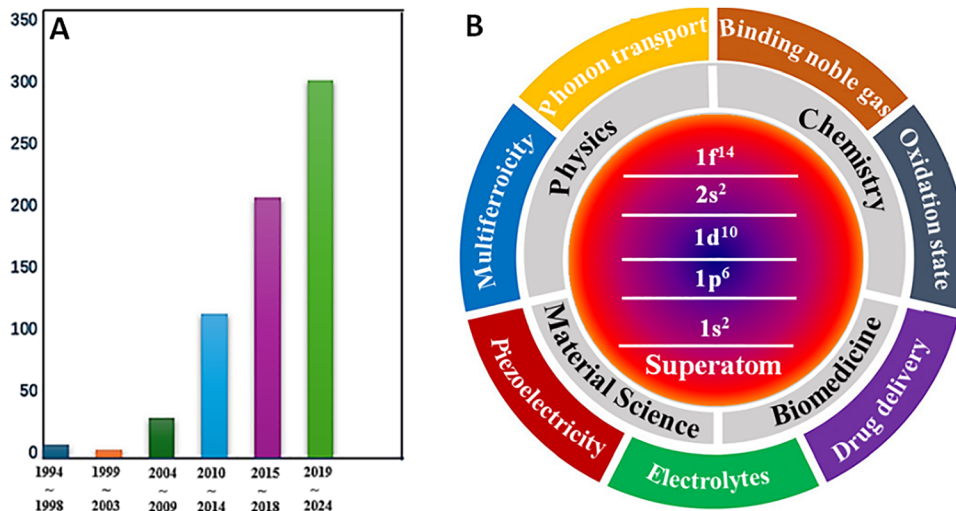 A
350
300
250
200
150
100
50
0
1994
~
1998
1999
~
2003
2004
~
2009
2010
~
2014
2015
~
2018
2019
~
2024
B
Phonon transport
Binding noble gas
Multiferroicity
Oxidation state
Piezoelectricity
Electrolytes
Drug delivery
Physics
Chemistry
Material Science
Biomedicine
1f¹⁴
2s²
1d¹⁰
1p⁶
1s²
Superatom